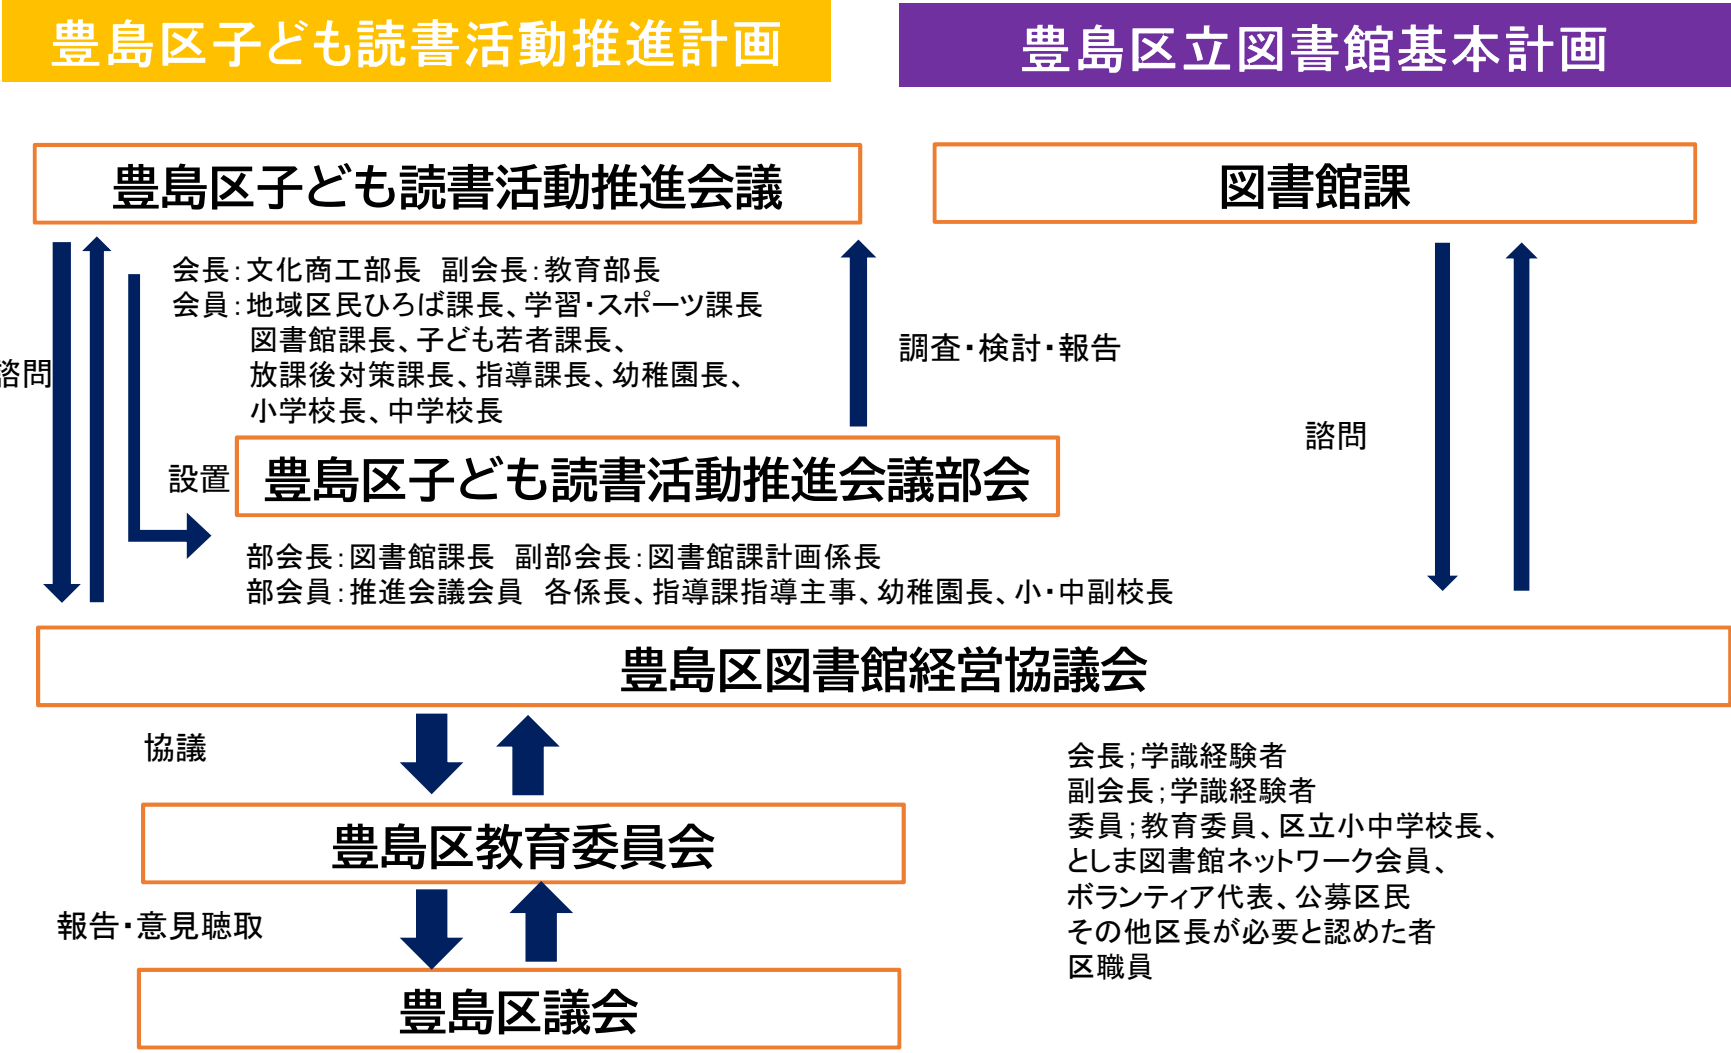 豊島区子ども読書活動推進計画
豊島区立図書館基本計画
豊島区子ども読書活動推進会議
図書館課
会長：文化商工部長　副会長：教育部長
会員：地域区民ひろば課長、学習・スポーツ課長
図書館課長、子ども若者課長、
放課後対策課長、指導課長、幼稚園長、
小学校長、中学校長
諮問
調査・検討・報告
諮問
設置
豊島区子ども読書活動推進会議部会
部会長：図書館課長　副部会長：図書館課計画係長
部会員：推進会議会員　各係長、指導課指導主事、幼稚園長、小・中副校長
豊島区図書館経営協議会
協議
会長；学識経験者
副会長；学識経験者
委員；教育委員、区立小中学校長、
としま図書館ネットワーク会員、
ボランティア代表、公募区民
その他区長が必要と認めた者
区職員
豊島区教育委員会
報告・意見聴取
豊島区議会